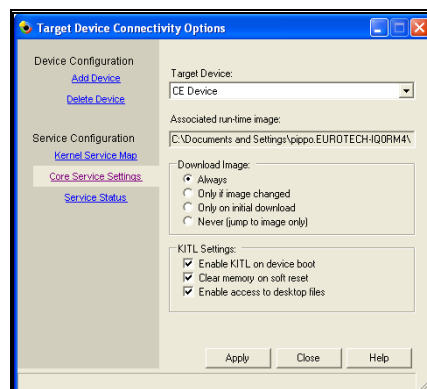 Target Device Connectivity Options
Device Configuration
Add Device
Delete Device
Service Configuration
Kernel Service Map
Core Service Settings
Service Status
Target Device:
CE Device
Associated run-time image:
C:\Documents and Settings\pippo.EUROTECH-IQ0RM4\
Download Image:
Always
Only if image changed
Only on initial download
Never (jump to image only)
KITL Settings:
Enable KITL on device boot
Clear memory on soft reset
Enable access to desktop files
Apply
Close
Help